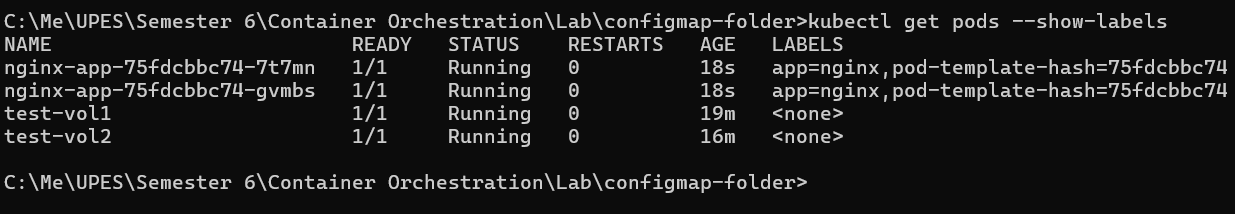 C:\Me\UPES\Semester 6\Container Orchestration\Lab\configmap-folder>kubectl get pods --show-labels
NAME READY STATUS RESTARTS AGE LABELS
nginx-app-75fdcbbc74-7t7mn 1/1 Running 0 18s app=nginx,pod-template-hash=75fdcbbc74
nginx-app-75fdcbbc74-gvmbs 1/1 Running 0 18s app=nginx,pod-template-hash=75fdcbbc74
test-vol1 1/1 Running 0 19m <none>
test-vol2 1/1 Running 0 16m <none>
C:\Me\UPES\Semester 6\Container Orchestration\Lab\configmap-folder>